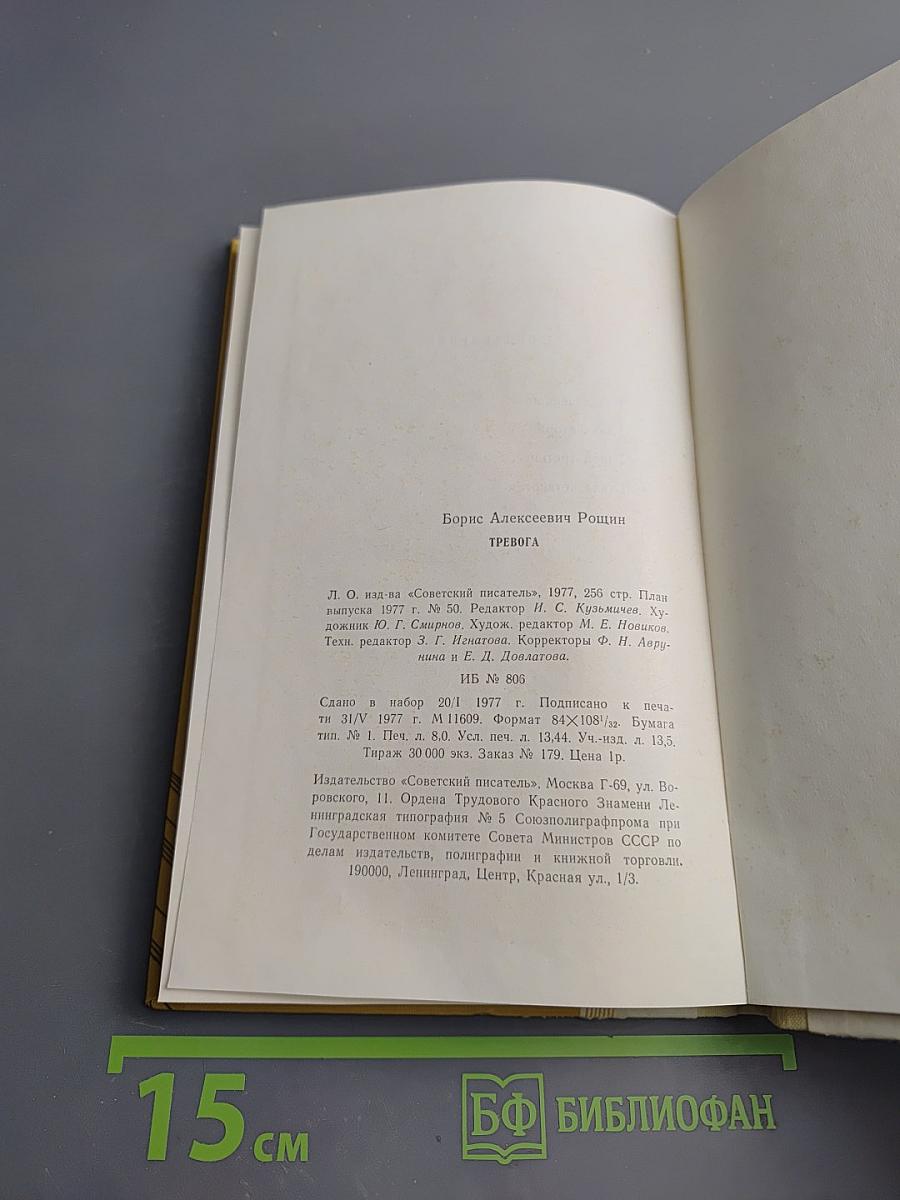 Борис Алексеевич Рощин
ТРЕВОГА
Л. О. изд-ва «Советский писатель», 1977, 256 стр. План
выпуска 1977 г. № 50. Редактор И. С. Кузьмичев. Ху-
дожник Ю. Г. Смирнов. Худож. редактор М. Е. Новиков.
Техн. редактор З. Г. Игнатова. Корректоры Ф. Н. Авру-
нина и Е. Д. Довлатова.
ИБ № 806
Сдано в набор 20/I 1977 г. Подписано к печа-
ти 31/V 1977 г. М 11609. Формат 84×108¹/₃₂. Бумага
тип. № 1. Печ. л. 8,0. Усл. печ. л. 13,44. Уч.-изд. л. 13,5.
Тираж 30 000 экз. Заказ № 179. Цена 1 р.
Издательство «Советский писатель». Москва Г-69, ул. Во-
ровского, 11. Ордена Трудового Красного Знамени Ле-
нинградская типография № 5 Союзполиграфпрома при
Государственном комитете Совета Министров СССР по
делам издательств, полиграфии и книжной торговли.
190000, Ленинград, Центр, Красная ул., 1/3.
15 см
БФ БИБЛИОФАН